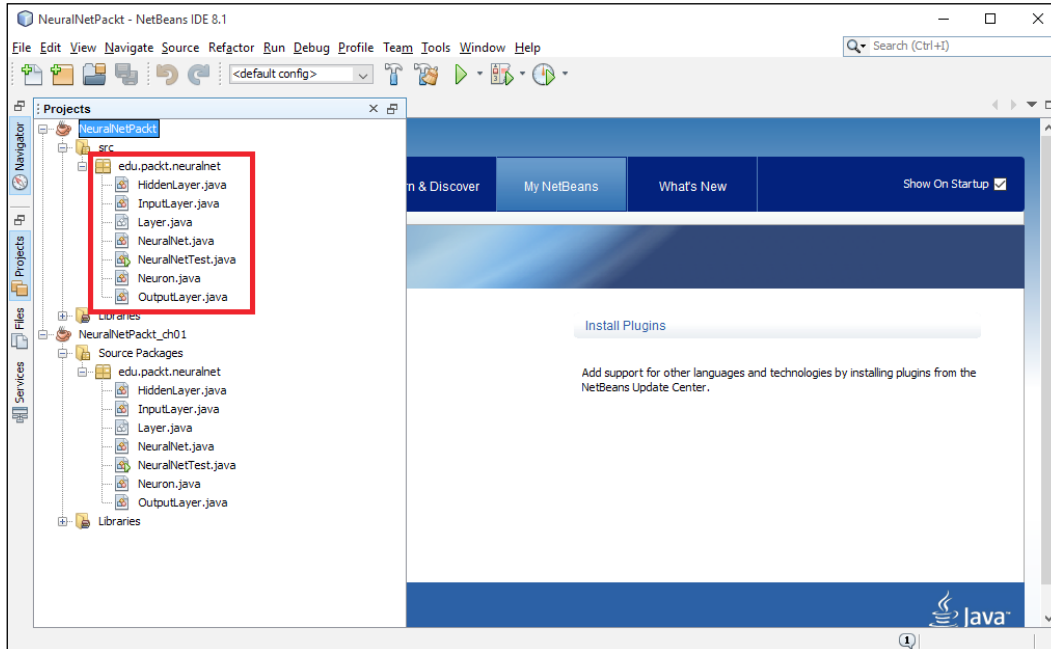 NeuralNetPackt - NetBeans IDE 8.1
File Edit View Navigate Source Refactor Run Debug Profile Team Tools Window Help
Search (Ctrl+I)
<default config>
Projects
Navigator
Projects
Files
Services
NeuralNetPackt
src
edu.packt.neuralnet
HiddenLayer.java
InputLayer.java
Layer.java
NeuralNet.java
NeuralNetTest.java
Neuron.java
OutputLayer.java
Libraries
NeuralNetPackt_ch01
Source Packages
edu.packt.neuralnet
HiddenLayer.java
InputLayer.java
Layer.java
NeuralNet.java
NeuralNetTest.java
Neuron.java
OutputLayer.java
Libraries
& Discover
My NetBeans
What's New
Show On Startup
Install Plugins
Add support for other languages and technologies by installing plugins from the
NetBeans Update Center.
Java™
1